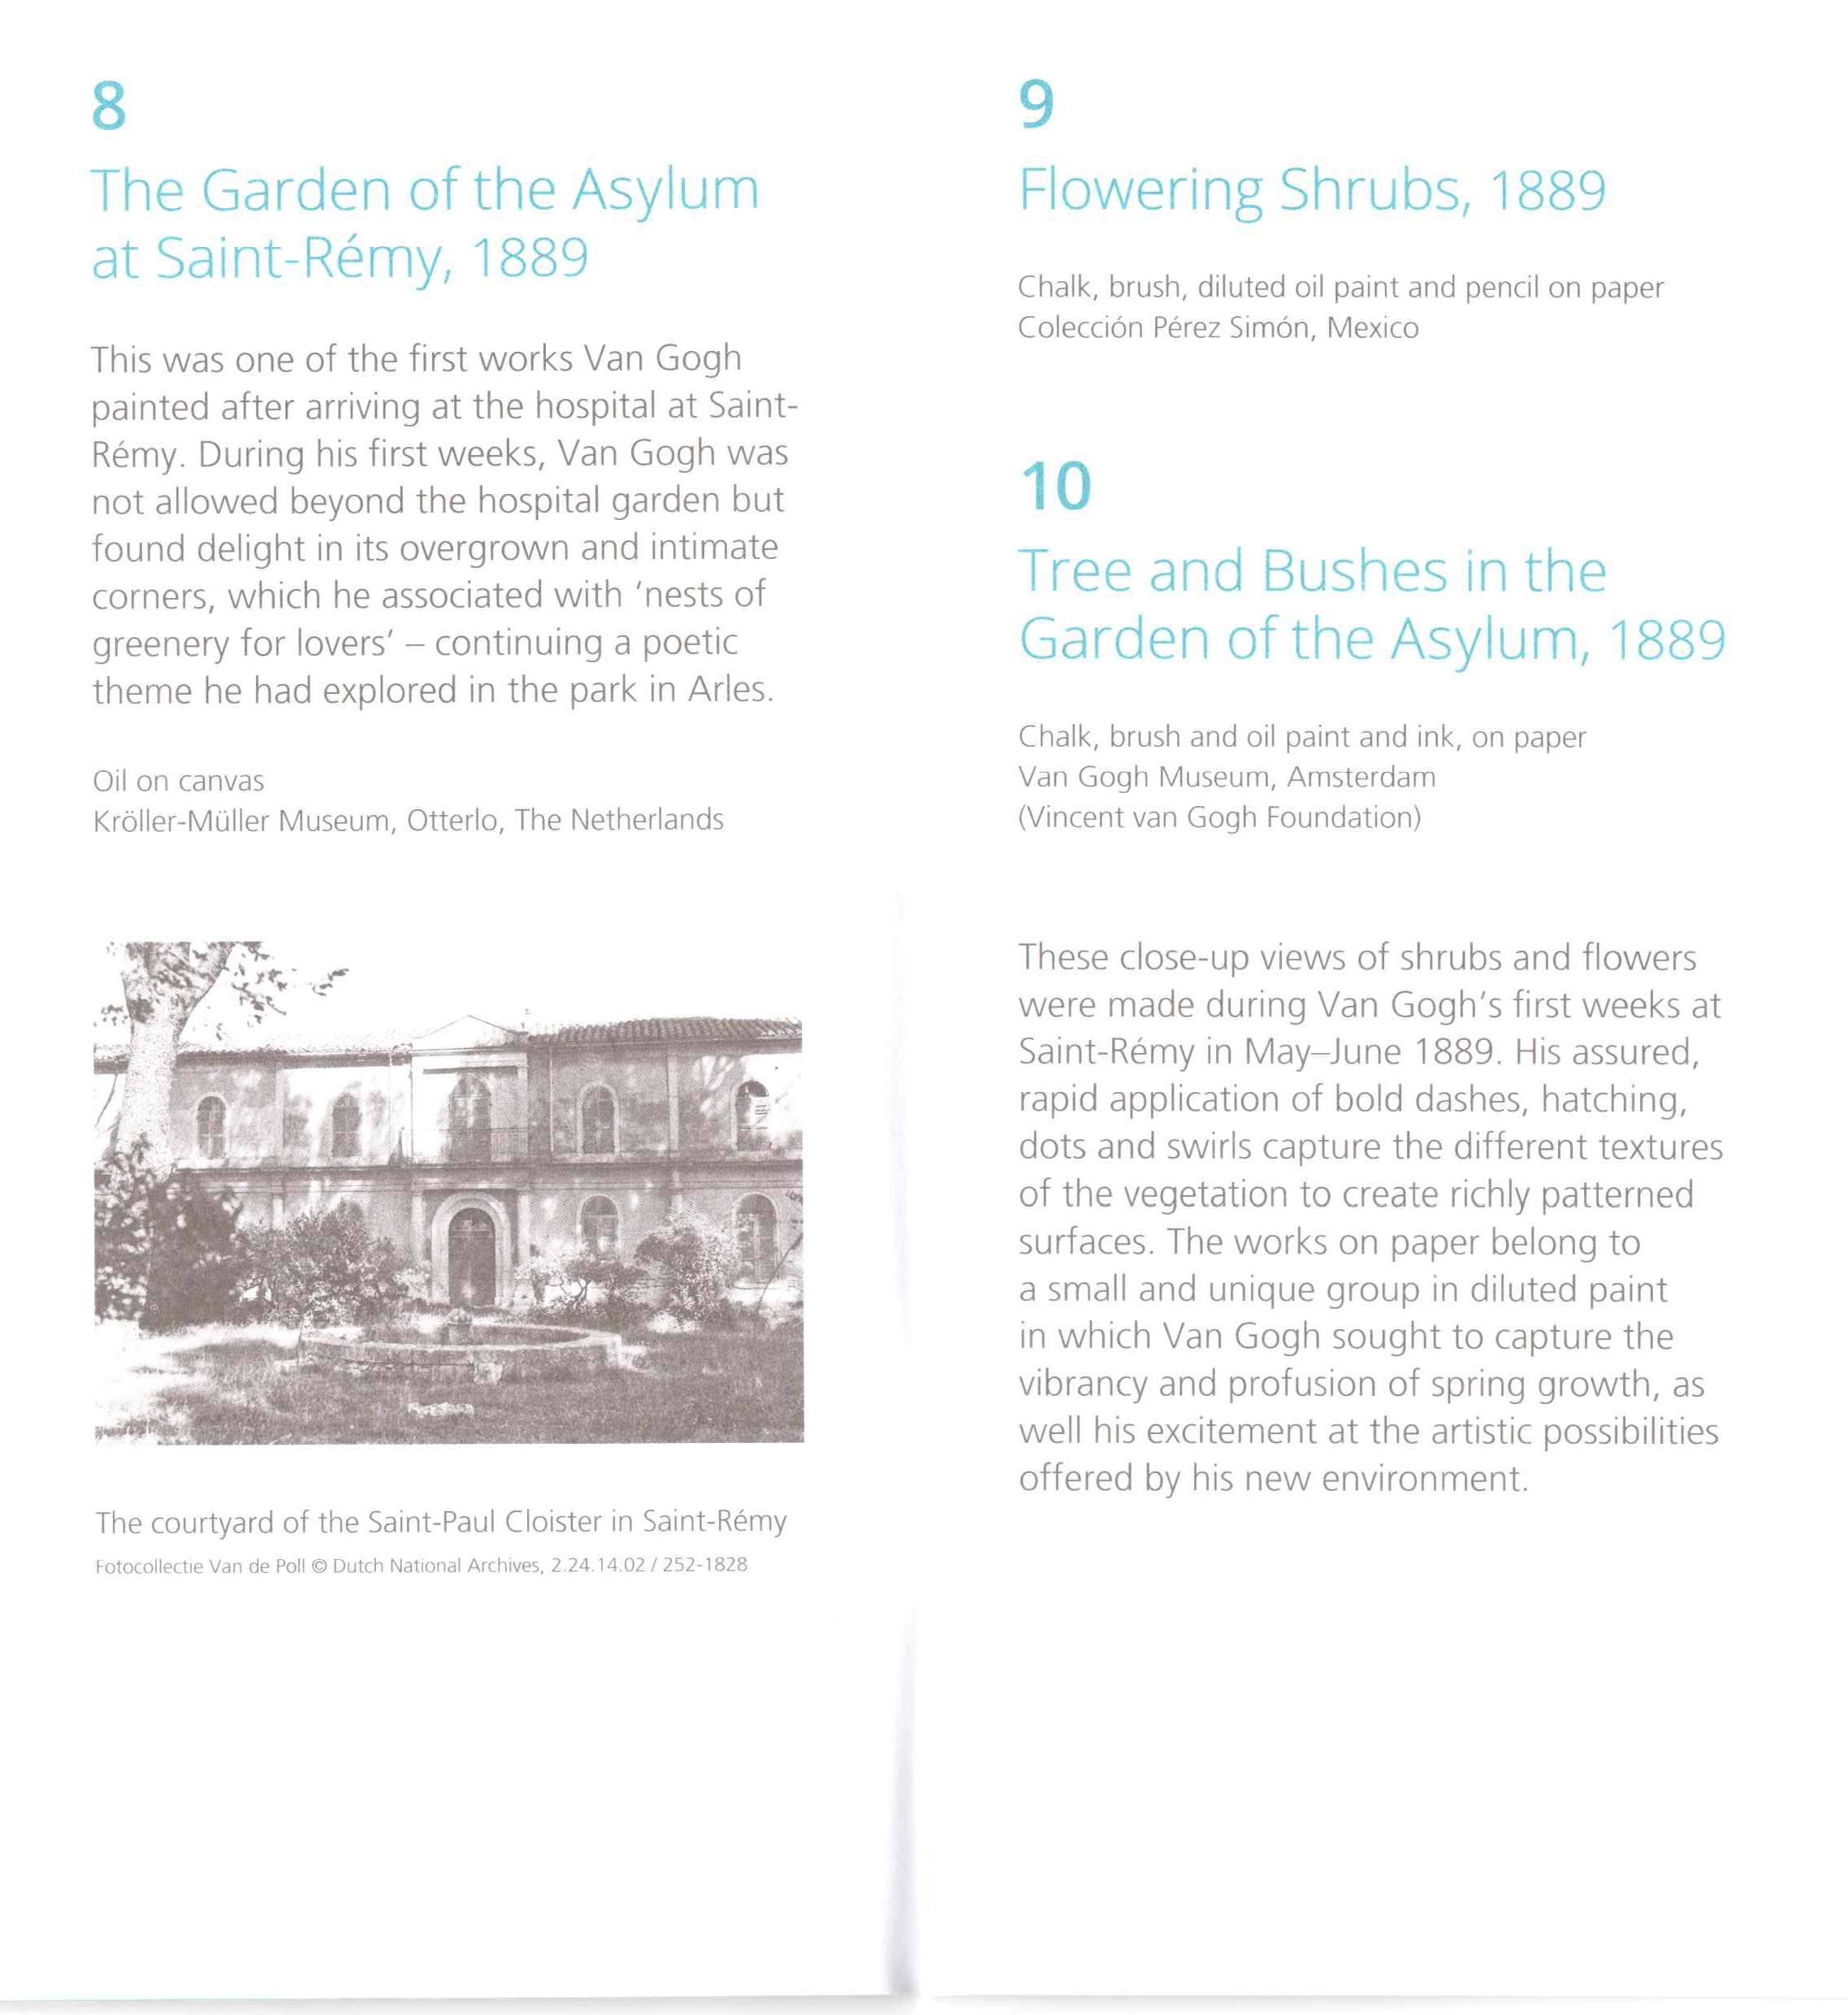 8
The Garden of the Asylum
at Saint-Rémy, 1889
This was one of the first works Van Gogh
painted after arriving at the hospital at Saint-
Rémy. During his first weeks, Van Gogh was
not allowed beyond the hospital garden but
found delight in its overgrown and intimate
corners, which he associated with ‘nests of
greenery for lovers’ – continuing a poetic
theme he had explored in the park in Arles.
Oil on canvas
Kröller-Müller Museum, Otterlo, The Netherlands
The courtyard of the Saint-Paul Cloister in Saint-Rémy
Fotocollectie Van de Poll © Dutch National Archives, 2.24.14.02 / 252-1828
9
Flowering Shrubs, 1889
Chalk, brush, diluted oil paint and pencil on paper
Colección Pérez Simón, Mexico
10
Tree and Bushes in the
Garden of the Asylum, 1889
Chalk, brush and oil paint and ink, on paper
Van Gogh Museum, Amsterdam
(Vincent van Gogh Foundation)
These close-up views of shrubs and flowers
were made during Van Gogh’s first weeks at
Saint-Rémy in May–June 1889. His assured,
rapid application of bold dashes, hatching,
dots and swirls capture the different textures
of the vegetation to create richly patterned
surfaces. The works on paper belong to
a small and unique group in diluted paint
in which Van Gogh sought to capture the
vibrancy and profusion of spring growth, as
well his excitement at the artistic possibilities
offered by his new environment.